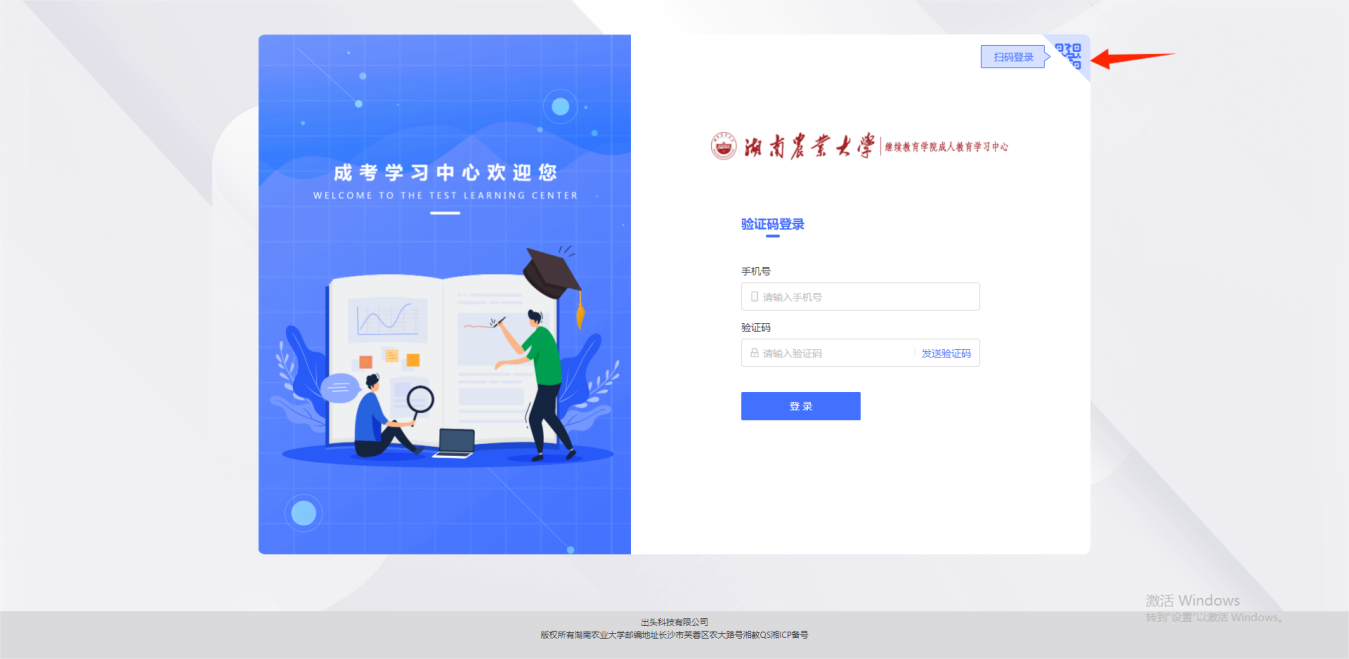 扫码登录
成考学习中心欢迎您
WELCOME TO THE TEST LEARNING CENTER
湖南農業大學 继续教育学院成人教育学习中心
验证码登录
手机号
请输入手机号
验证码
请输入验证码 发送验证码
登 录
激活 Windows
转到"设置"以激活 Windows。
出头科技有限公司
版权所有湖南农业大学邮编地址长沙市芙蓉区农大路号湘教QS湘ICP备号